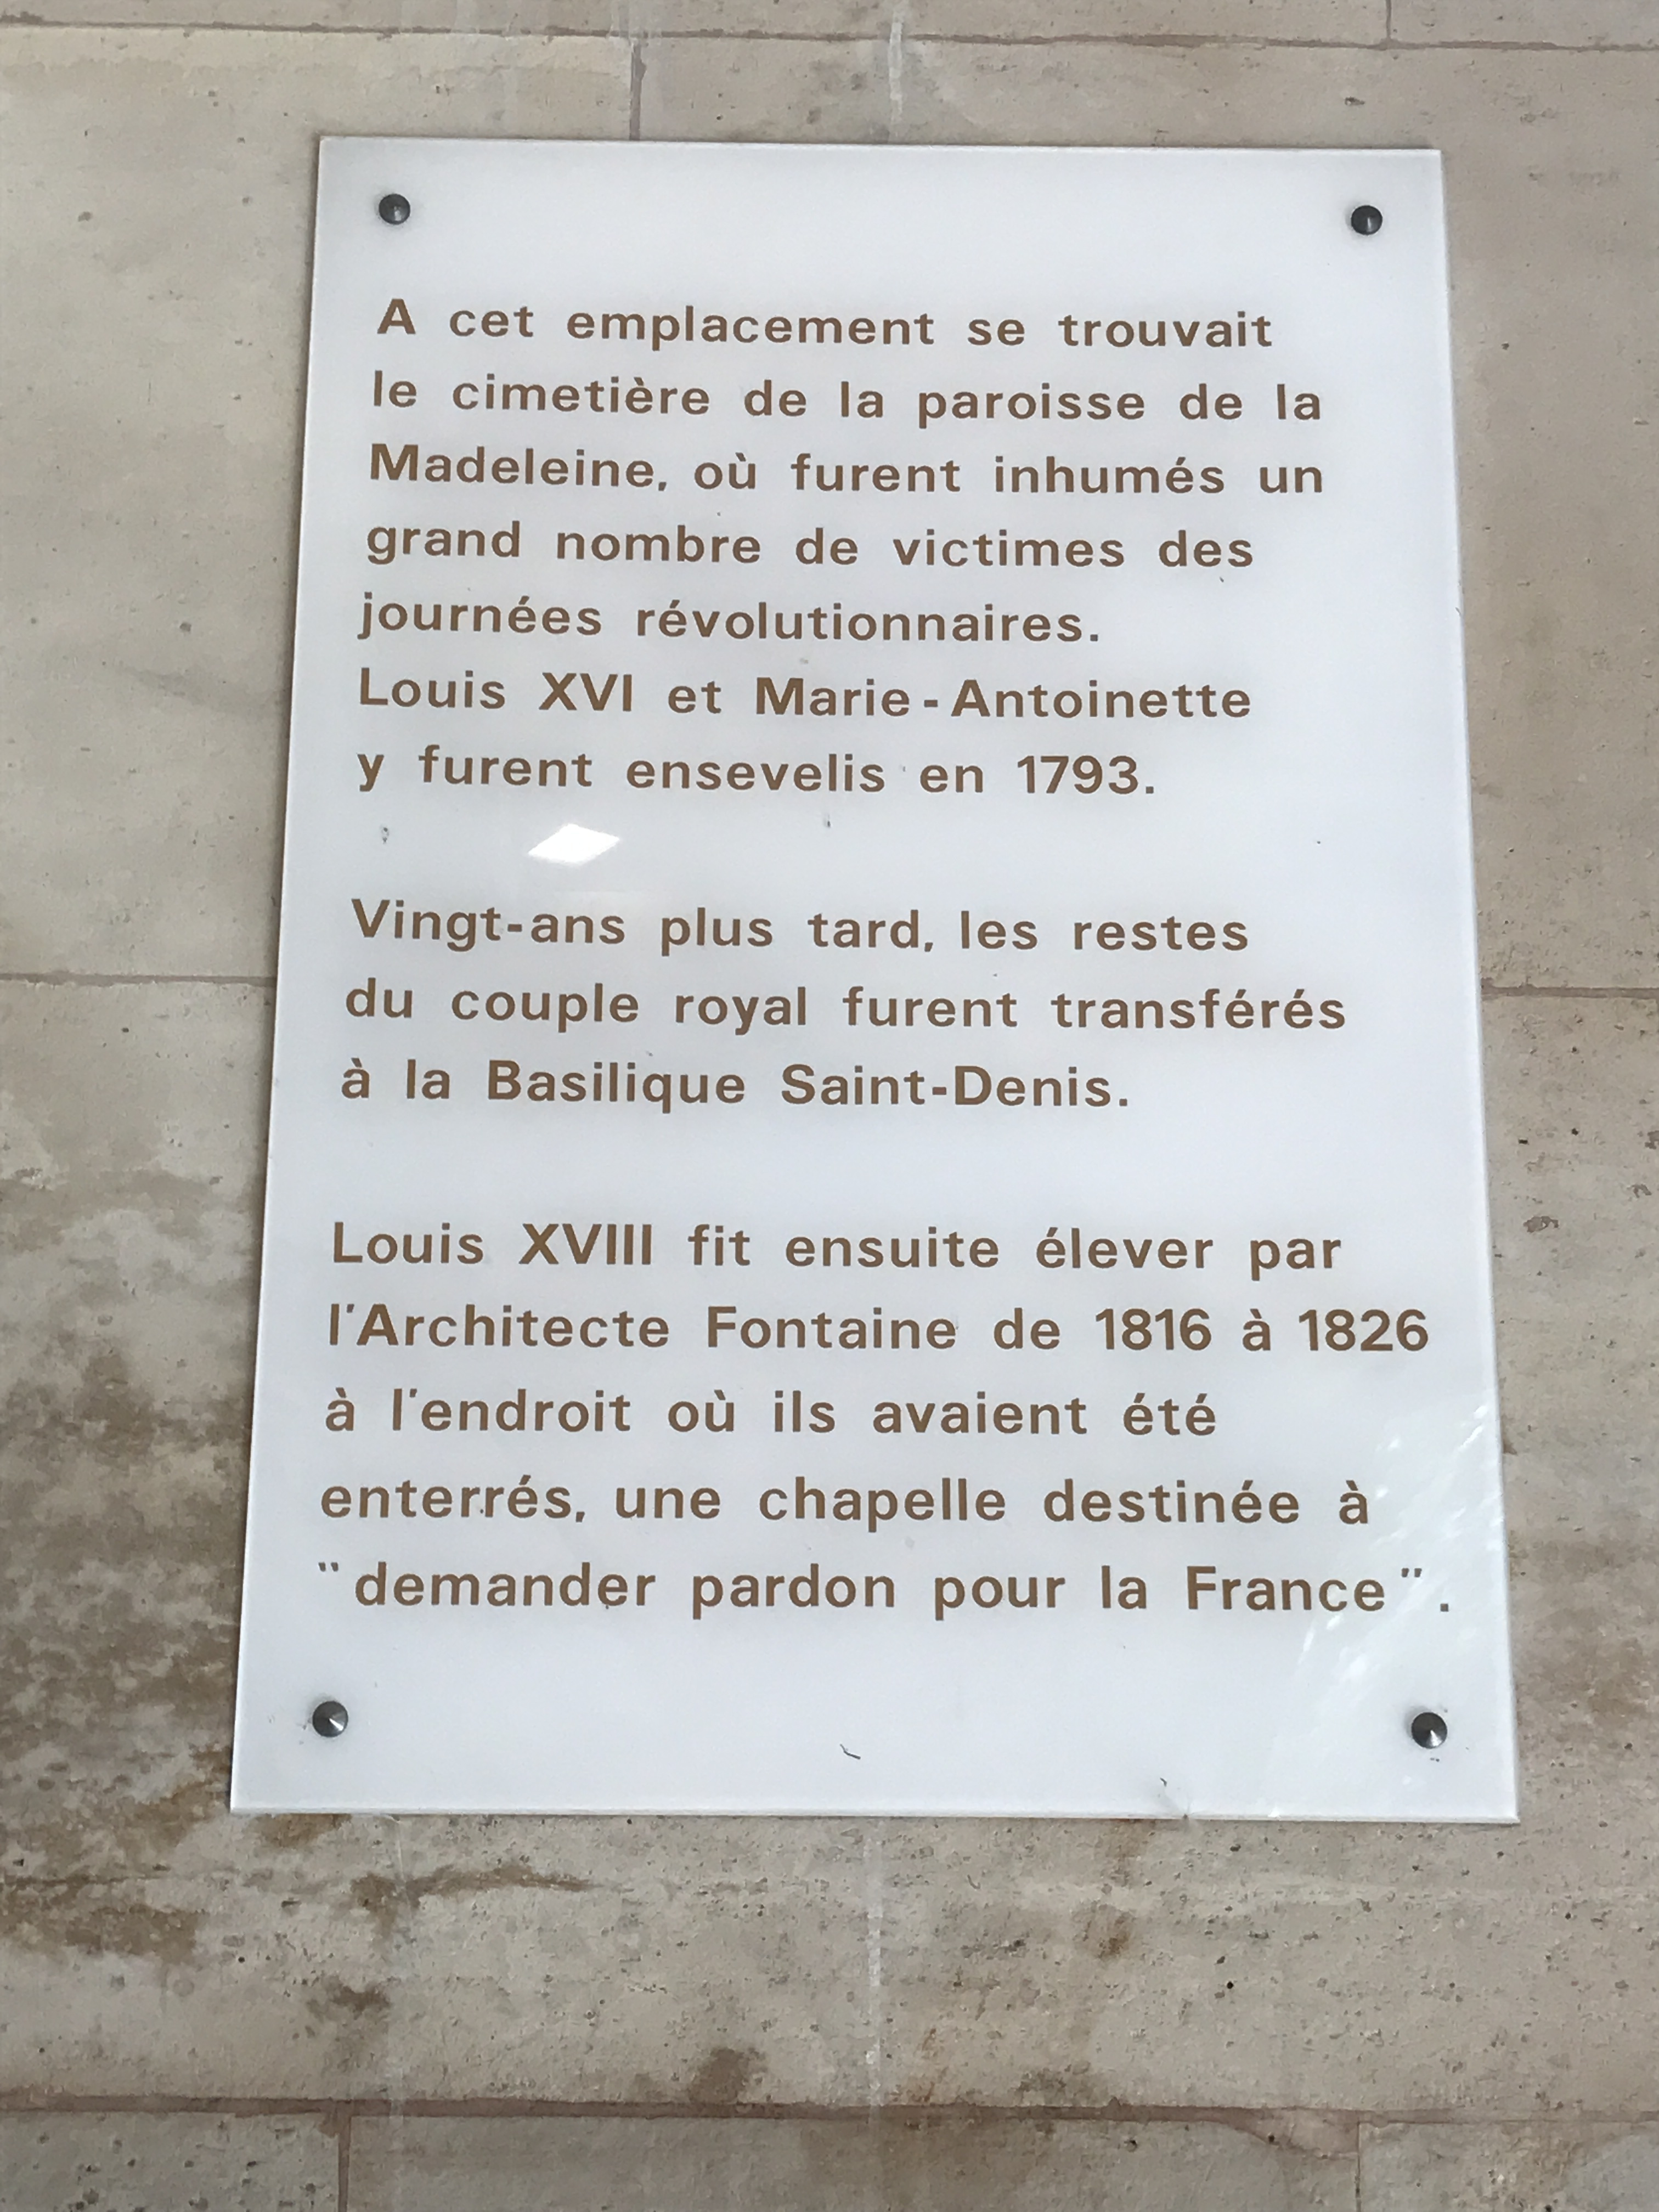 A cet emplacement se trouvait
le cimetière de la paroisse de la
Madeleine, où furent inhumés un
grand nombre de victimes des
journées révolutionnaires.
Louis XVI et Marie-Antoinette
y furent ensevelis en 1793.
Vingt-ans plus tard, les restes
du couple royal furent transférés
à la Basilique Saint-Denis.
Louis XVIII fit ensuite élever par
l'Architecte Fontaine de 1816 à 1826
à l'endroit où ils avaient été
enterrés, une chapelle destinée à
"demander pardon pour la France".